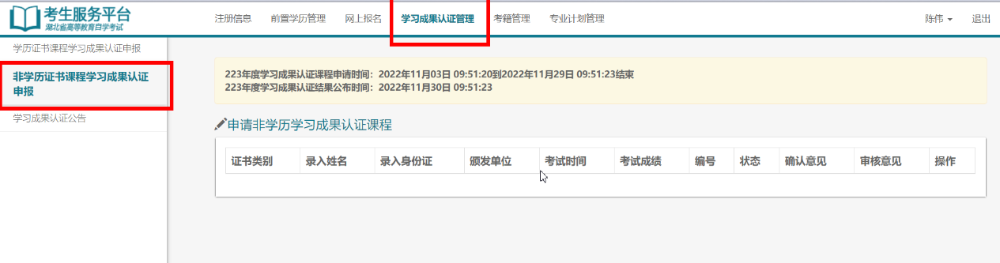 考生服务平台
湖北省高等教育自学考试
注册信息 前置学历管理 网上报名 学习成果认证管理 考籍管理 专业计划管理 陈伟 退出
学历证书课程学习成果认证申报
非学历证书课程学习成果认证
申报
学习成果认证公告
223年度学习成果认证课程申请时间：2022年11月03日 09:51:20到2022年11月29日 09:51:23结束
223年度学习成果认证结果公布时间：2022年11月30日 09:51:23
申请非学历学习成果认证课程
证书类别 录入姓名 录入身份证 颁发单位 考试时间 考试成绩 编号 状态 确认意见 审核意见 操作